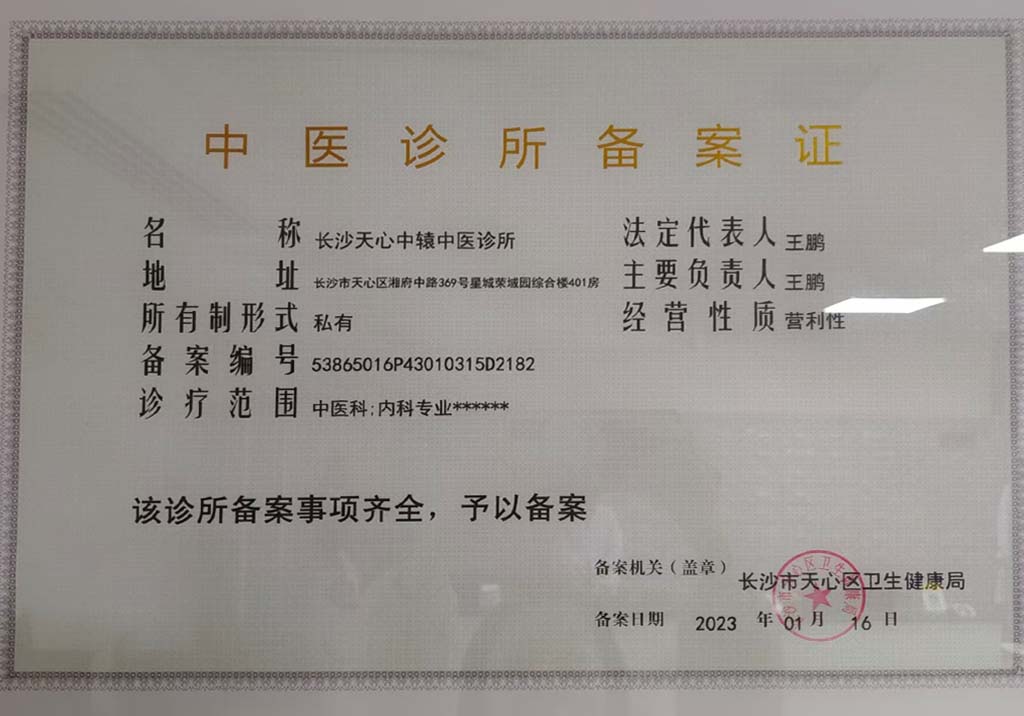 中医诊所备案证
名称 长沙天心中辕中医诊所 法定代表人 王鹏
地址 长沙市天心区湘府中路369号星城荣域园综合楼401房 主要负责人 王鹏
所有制形式 私有 经营性质 营利性
备案编号 53865016P43010315D2182
诊疗范围 中医科;内科专业******
该诊所备案事项齐全，予以备案
备案机关（盖章） 长沙市天心区卫生健康局
备案日期 2023 年 01 月 16 日